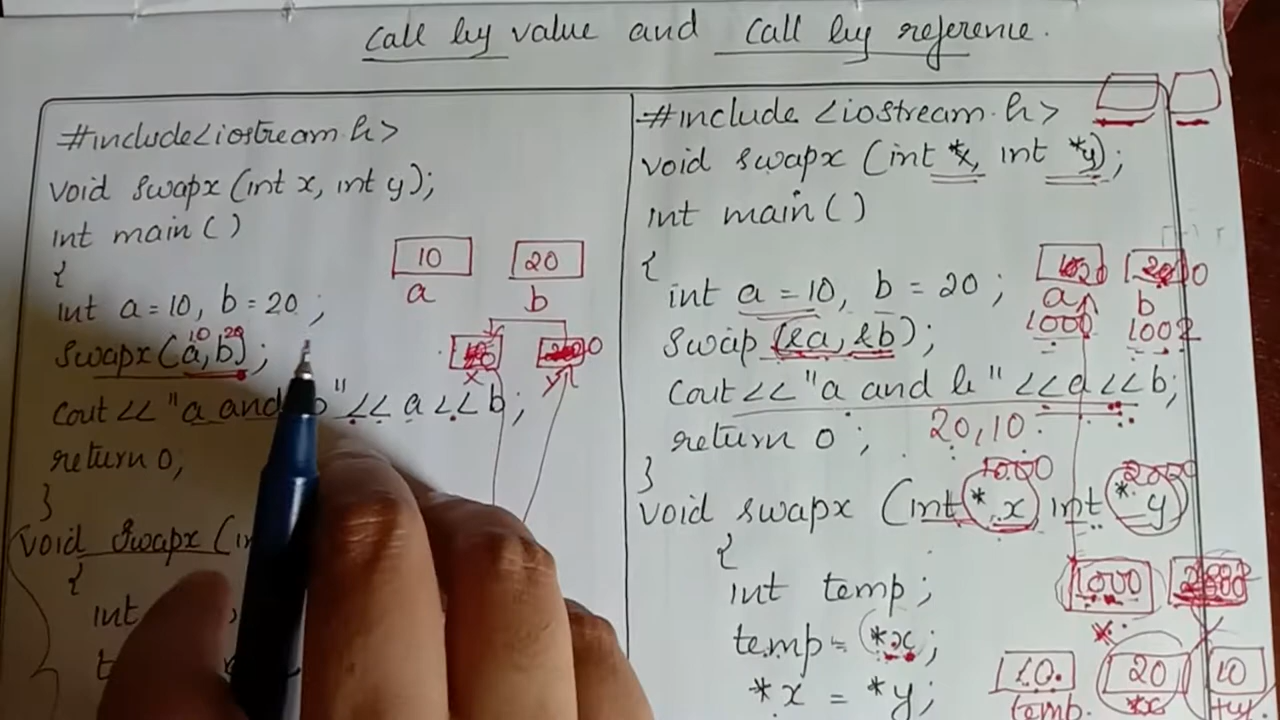 Call by value and Call by reference.
#include<iostream.h>
void swapx (int x, int y);
int main ( )
{
10 20
a b
int a = 10, b = 20 ;
10 20
swapx (a, b) ;
x y
cout << "a and b" << a << b ;
return 0;
}
void swapx (
{
int
#include <iostream.h>
void swapx (int *x, int *y);
int main ( )
{
int a = 10, b = 20 ;
a b
1000 1002
swap (&a, &b) ;
cout << "a and b" << a << b ;
return 0 ; 20, 10
}
void swapx (int * x int * y)
{
1000
int temp ;
x
temp = *x ;
10. 20 10
*x = *y ;
temp. *x *y